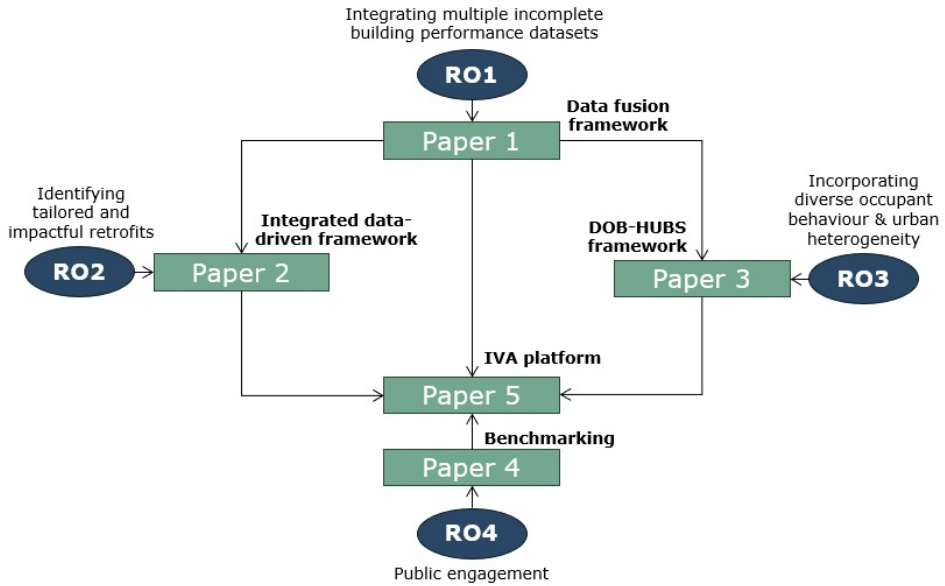 Integrating multiple incomplete
building performance datasets
RO1
Data fusion
framework
Paper 1
Identifying
tailored and
impactful retrofits
RO2
Integrated data-
driven framework
Paper 2
DOB-HUBS
framework
Paper 3
Incorporating
diverse occupant
behaviour & urban
heterogeneity
RO3
IVA platform
Paper 5
Benchmarking
Paper 4
RO4
Public engagement